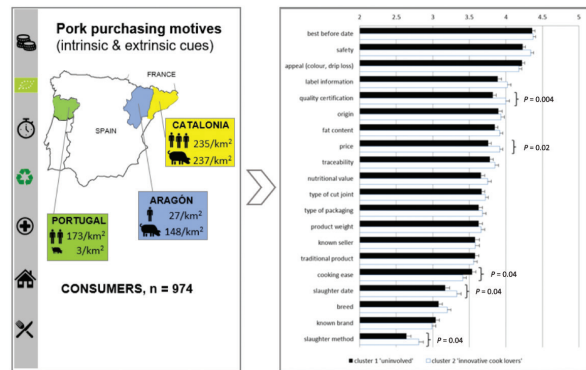 Pork purchasing motives
(intrinsic & extrinsic cues)
FRANCE
SPAIN
CATALONIA
235/km²
237/km²
ARAGÓN
27/km²
148/km²
PORTUGAL
173/km²
3/km²
CONSUMERS, n = 974
2 2.5 3 3.5 4 4.5 5
best before date
safety
appeal (colour, drip loss)
label information
quality certification
P = 0.004
origin
fat content
price
P = 0.02
traceability
nutritional value
type of cut joint
type of packaging
product weight
known seller
traditional product
cooking ease
P = 0.04
slaughter date
P = 0.04
breed
known brand
slaughter method
P = 0.04
cluster 1 'uninvolved' cluster 2 'innovative cook lovers'